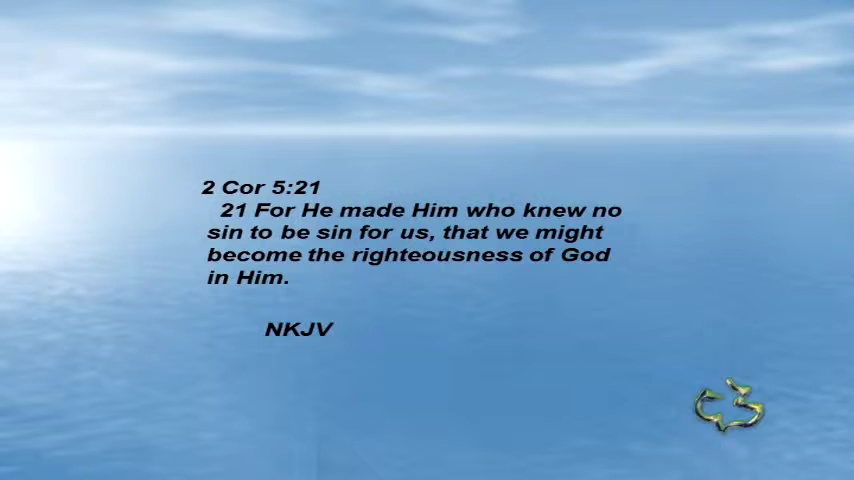 2 Cor 5:21
21 For He made Him who knew no
sin to be sin for us, that we might
become the righteousness of God
in Him.
NKJV